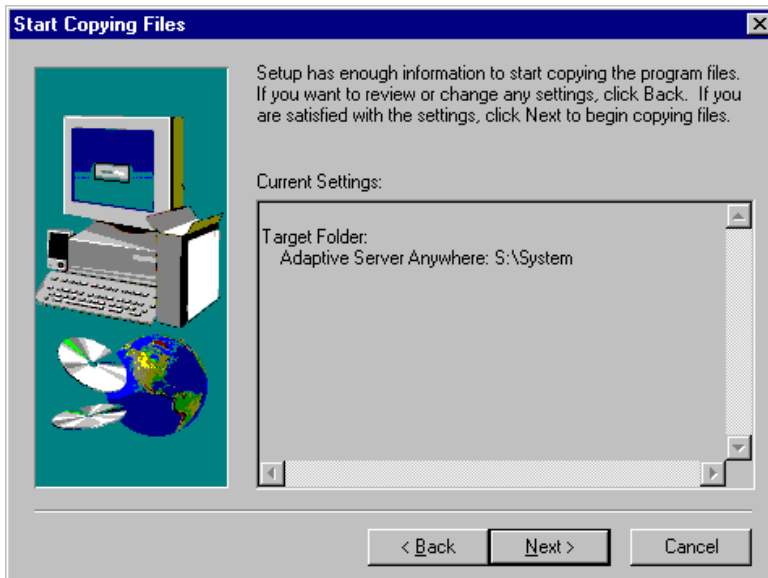 Start Copying Files
Setup has enough information to start copying the program files.
If you want to review or change any settings, click Back.  If you
are satisfied with the settings, click Next to begin copying files.
Current Settings:
Target Folder:
Adaptive Server Anywhere: S:\System
< Back
Next >
Cancel